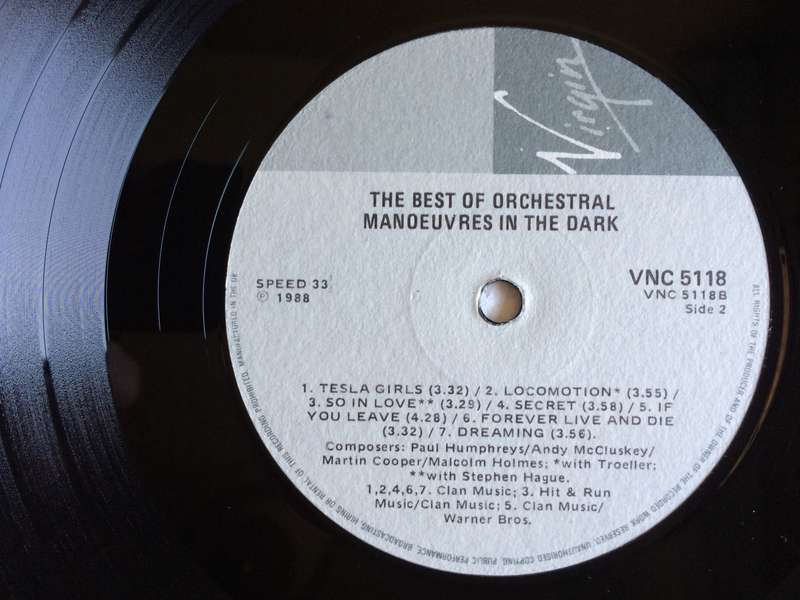 Virgin
THE BEST OF ORCHESTRAL
MANOEUVRES IN THE DARK
SPEED 33
℗ 1988
VNC 5118
VNC 5118B
Side 2
1. TESLA GIRLS (3.32) / 2. LOCOMOTION* (3.55) /
3. SO IN LOVE** (3.29) / 4. SECRET (3.58) / 5. IF
YOU LEAVE (4.28) / 6. FOREVER LIVE AND DIE
(3.32) / 7. DREAMING (3.56).
Composers: Paul Humphreys/Andy McCluskey/
Martin Cooper/Malcolm Holmes; *with Troeller;
**with Stephen Hague.
1,2,4,6,7. Clan Music; 3. Hit & Run
Music/Clan Music; 5. Clan Music/
Warner Bros.
ALL RIGHTS OF THE PRODUCER AND OF THE OWNER OF THE RECORDED WORK RESERVED. UNAUTHORISED COPYING PUBLIC PERFORMANCE, BROADCASTING, HIRING OR RENTAL OF THIS RECORDING PROHIBITED. MANUFACTURED IN THE UK